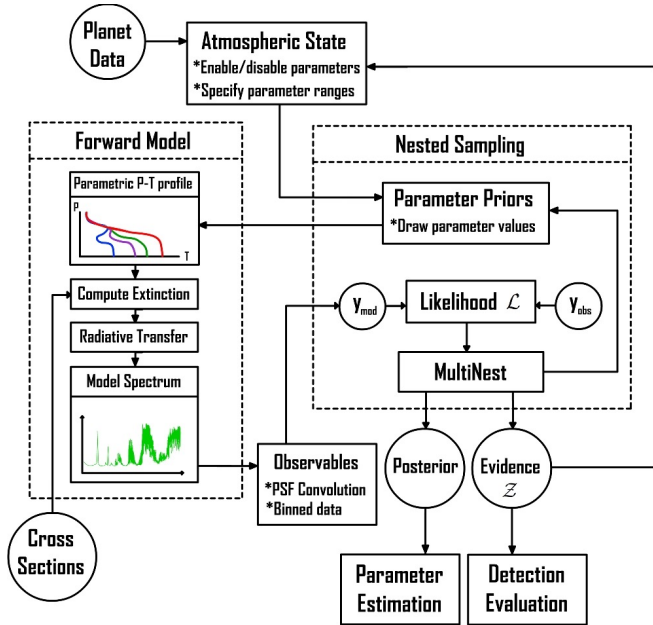 Planet
Data
Atmospheric State
*Enable/disable parameters
*Specify parameter ranges
Forward Model
Parametric P-T profile
P
T
Compute Extinction
Radiative Transfer
Model Spectrum
Cross
Sections
Observables
*PSF Convolution
*Binned data
Nested Sampling
Parameter Priors
*Draw parameter values
y_mod
Likelihood ℒ
y_obs
MultiNest
Posterior
Evidence
𝒵
Parameter
Estimation
Detection
Evaluation